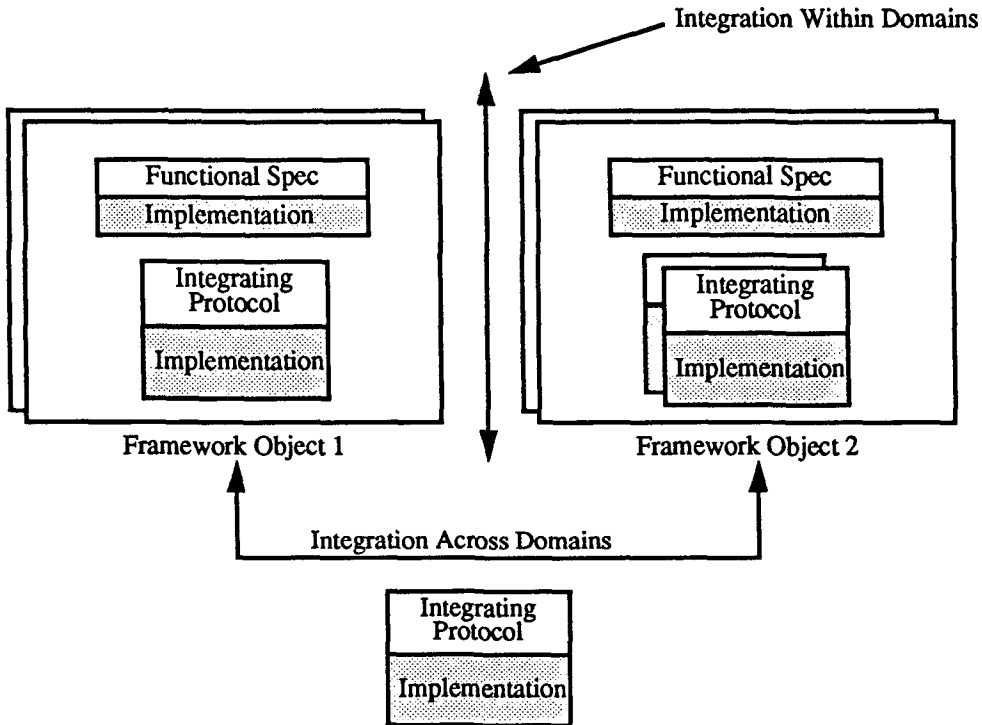 Integration Within Domains
Functional Spec
Implementation
Integrating
Protocol
Implementation
Framework Object 1
Functional Spec
Implementation
Integrating
Protocol
Implementation
Framework Object 2
Integration Across Domains
Integrating
Protocol
Implementation